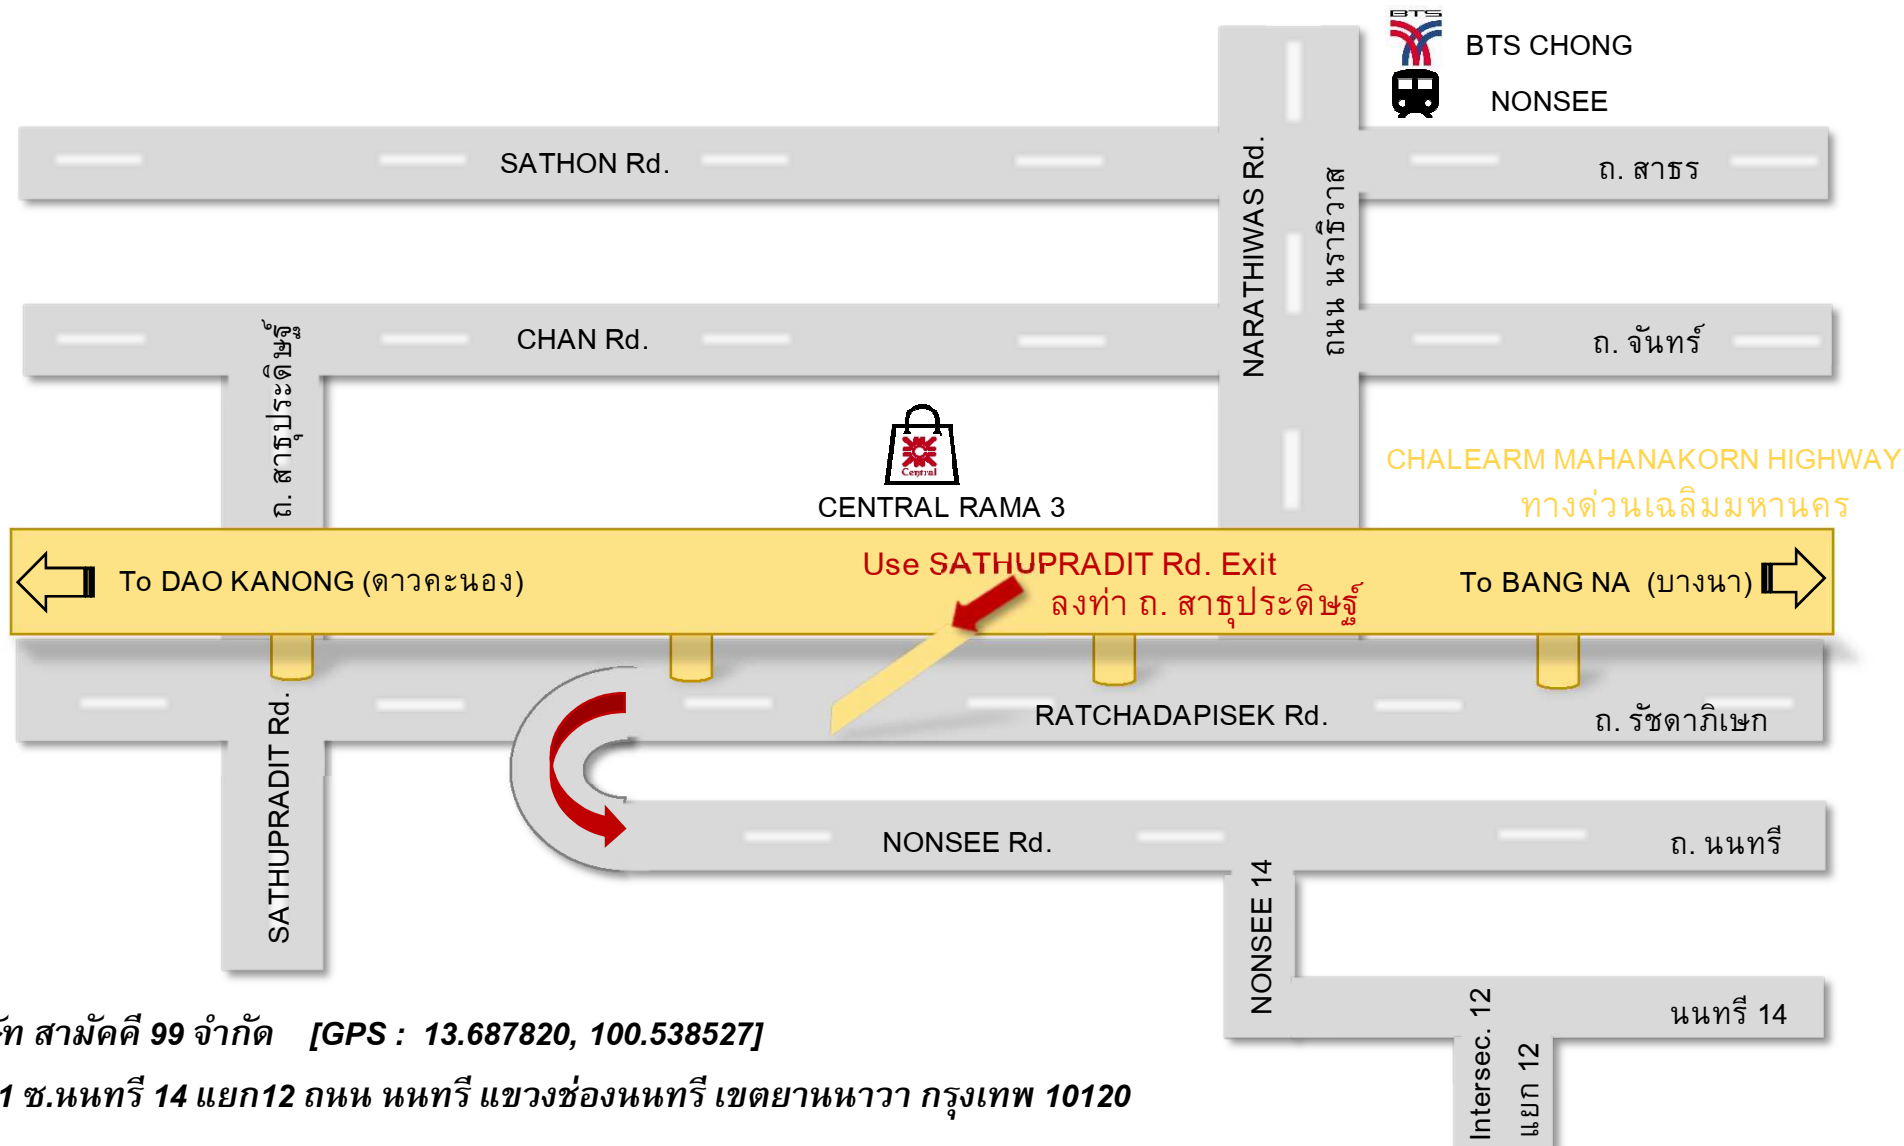 BTS
BTS CHONG
NONSEE
SATHON Rd.
ถ. สาธร
NARATHIWAS Rd.
ถนน นราธิวาส
CHAN Rd.
ถ. จันทร์
ถ. สาธุประดิษฐ์
Central
CENTRAL RAMA 3
CHALEARM MAHANAKORN HIGHWAY
ทางด่วนเฉลิมมหานคร
Use SATHUPRADIT Rd. Exit
ลงท่า ถ. สาธุประดิษฐ์
To DAO KANONG (ดาวคะนอง)
To BANG NA (บางนา)
RATCHADAPISEK Rd.
ถ. รัชดาภิเษก
SATHUPRADIT Rd.
NONSEE Rd.
ถ. นนทรี
NONSEE 14
นนทรี 14
Intersec. 12
แยก 12
สามัคคี 99 จำกัด [GPS : 13.687820, 100.538527]
1 ซ.นนทรี 14 แยก12 ถนน นนทรี แขวงช่องนนทรี เขตยานนาวา กรุงเทพ 10120